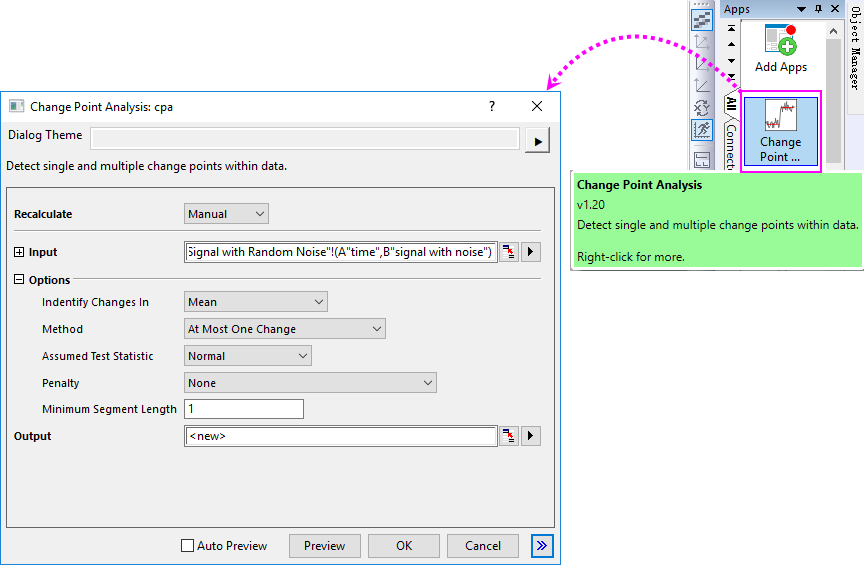 Apps
Object Manager
Add Apps
All
Change
Point ...
Change Point Analysis
v1.20
Detect single and multiple change points within data.
Right-click for more.
Change Point Analysis: cpa
?
Dialog Theme
Detect single and multiple change points within data.
Recalculate Manual
Input Signal with Random Noise"!(A"time",B"signal with noise")
Options
Indentify Changes In Mean
Method At Most One Change
Assumed Test Statistic Normal
Penalty None
Minimum Segment Length 1
Output <new>
Auto Preview Preview OK Cancel